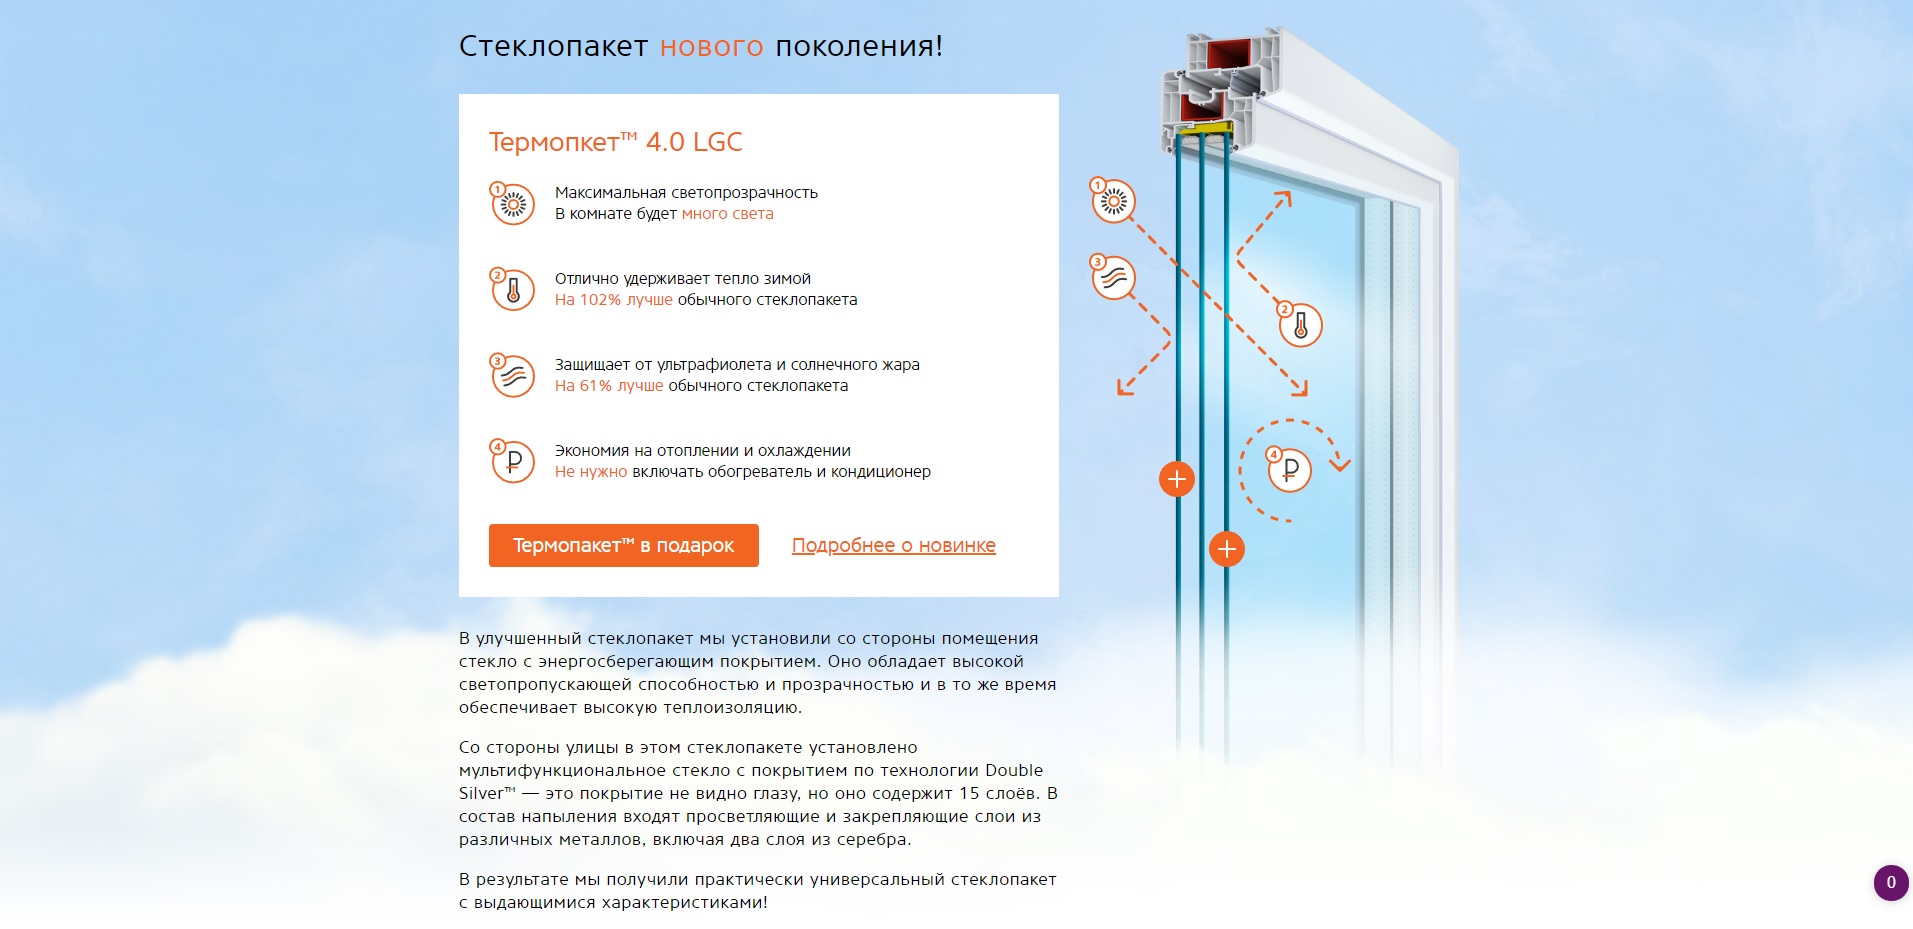 Стеклопакет нового поколения!
Термопкет™ 4.0 LGC
1
Максимальная светопрозрачность
В комнате будет много света
2
Отлично удерживает тепло зимой
На 102% лучше обычного стеклопакета
3
Защищает от ультрафиолета и солнечного жара
На 61% лучше обычного стеклопакета
4
₽
Экономия на отоплении и охлаждении
Не нужно включать обогреватель и кондиционер
Термопакет™ в подарок
Подробнее о новинке
В улучшенный стеклопакет мы установили со стороны помещения
стекло с энергосберегающим покрытием. Оно обладает высокой
светопропускающей способностью и прозрачностью и в то же время
обеспечивает высокую теплоизоляцию.
Со стороны улицы в этом стеклопакете установлено
мультифункциональное стекло с покрытием по технологии Double
Silver™ — это покрытие не видно глазу, но оно содержит 15 слоёв. В
состав напыления входят просветляющие и закрепляющие слои из
различных металлов, включая два слоя из серебра.
В результате мы получили практически универсальный стеклопакет
с выдающимися характеристиками!
1
3
2
4
₽
0